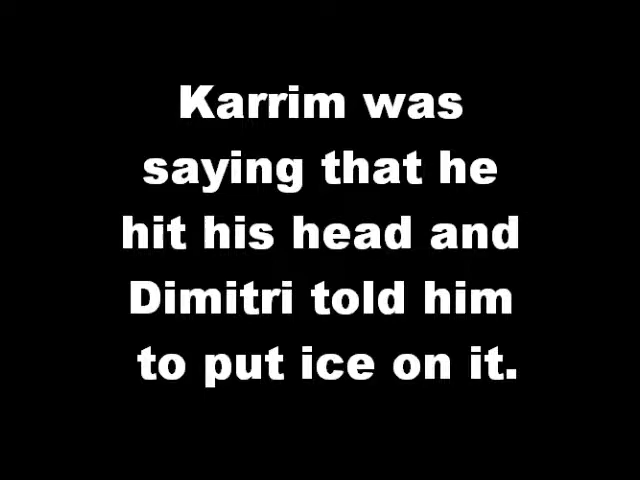 Karrim was
saying that he
hit his head and
Dimitri told him
to put ice on it.